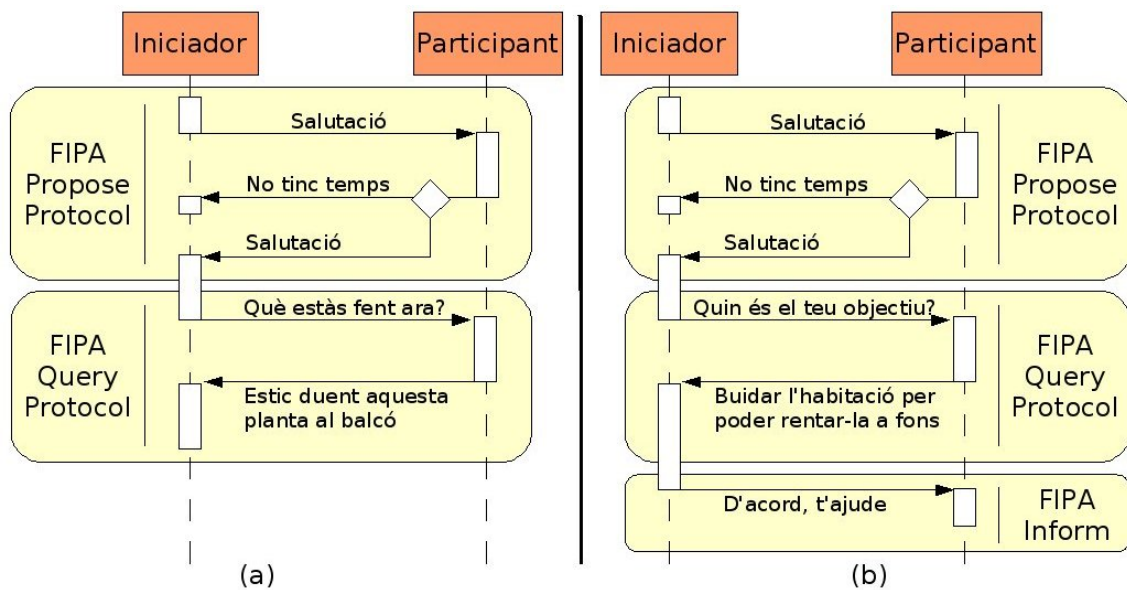 Iniciador
Participant
FIPA
Propose
Protocol
Salutació
No tinc temps
Salutació
FIPA
Query
Protocol
Què estàs fent ara?
Estic duent aquesta
planta al balcó
(a)
Iniciador
Participant
Salutació
No tinc temps
Salutació
FIPA
Propose
Protocol
Quin és el teu objectiu?
Buidar l'habitació per
poder rentar-la a fons
FIPA
Query
Protocol
D'acord, t'ajude
FIPA
Inform
(b)